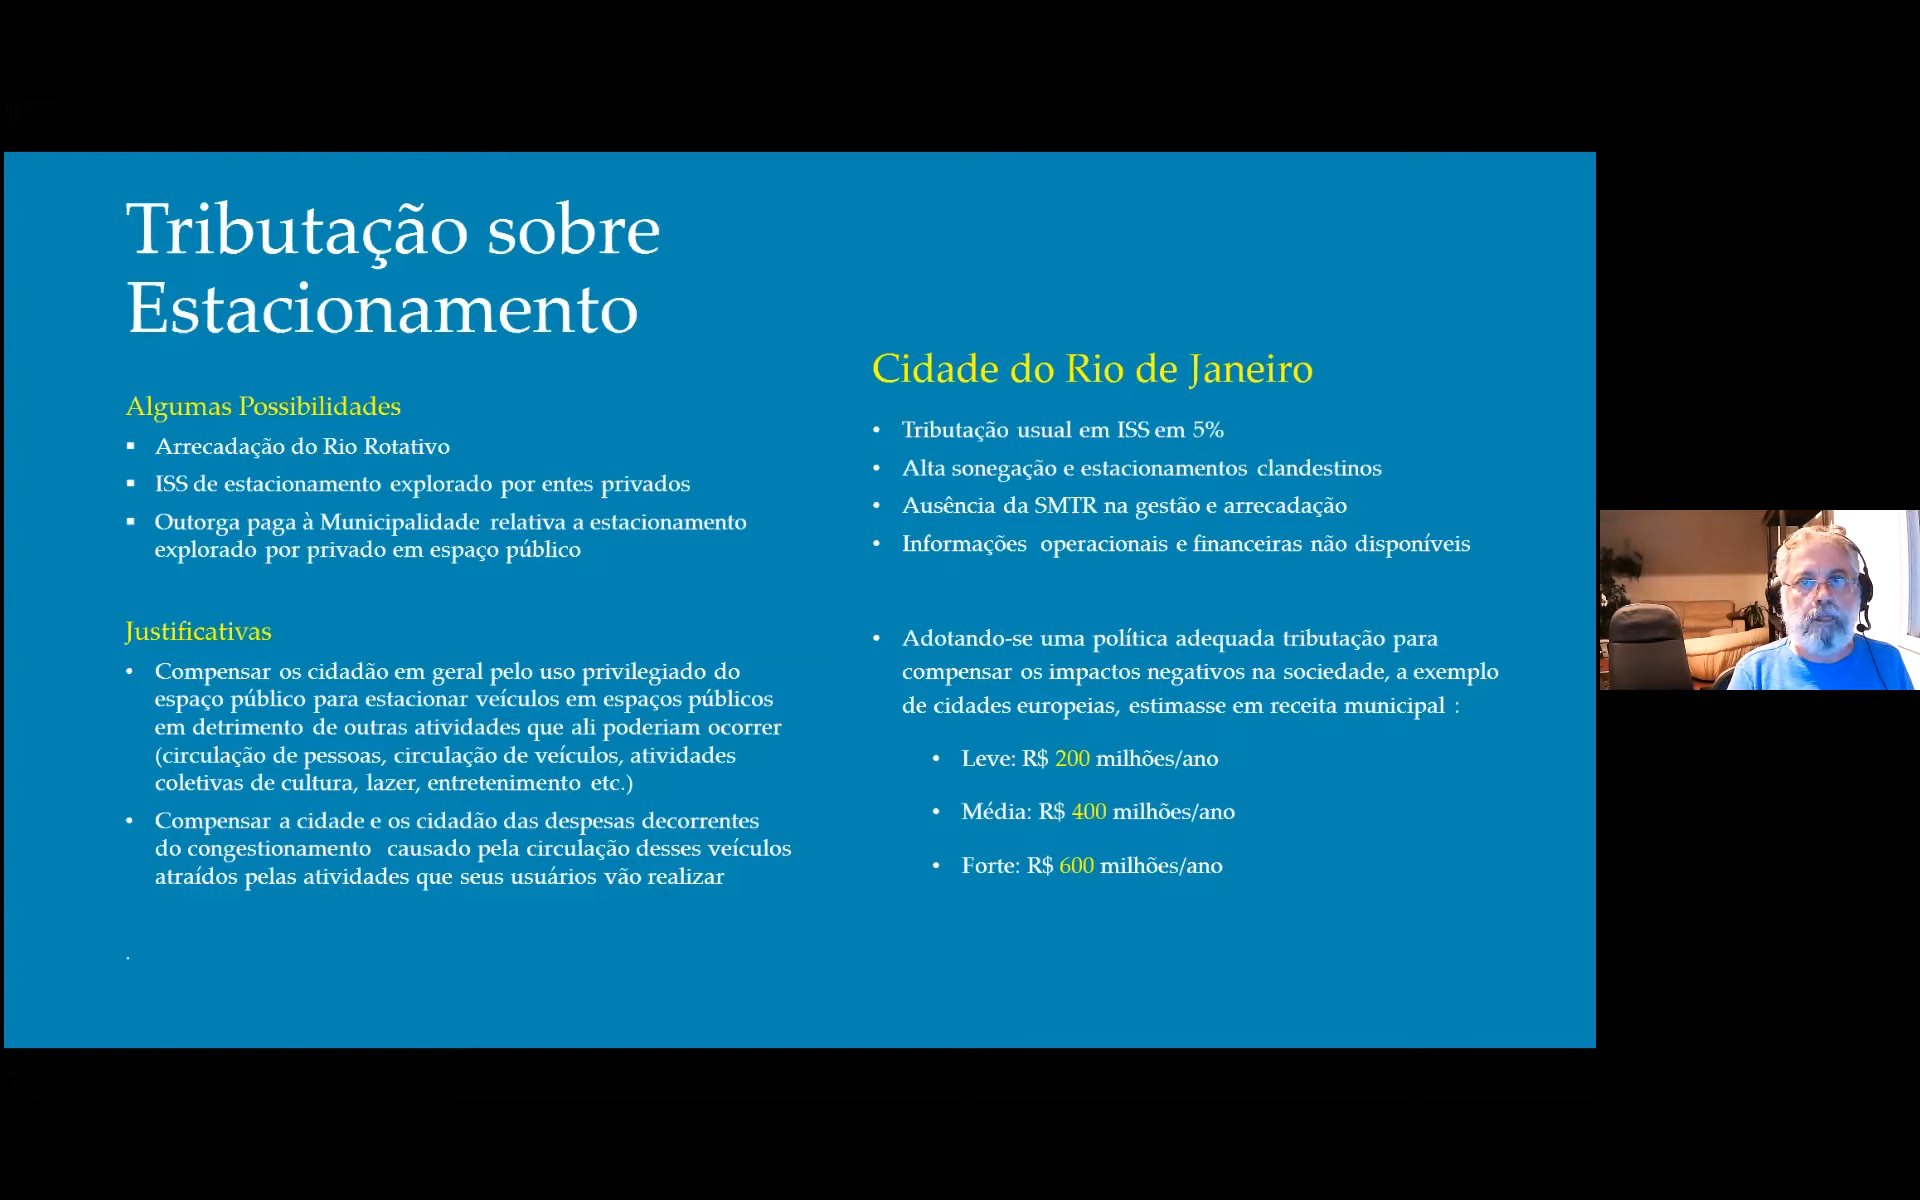 Tributação sobre
Estacionamento
Algumas Possibilidades
▪ Arrecadação do Rio Rotativo
▪ ISS de estacionamento explorado por entes privados
▪ Outorga paga à Municipalidade relativa a estacionamento
explorado por privado em espaço público
Justificativas
• Compensar os cidadão em geral pelo uso privilegiado do
espaço público para estacionar veículos em espaços públicos
em detrimento de outras atividades que ali poderiam ocorrer
(circulação de pessoas, circulação de veículos, atividades
coletivas de cultura, lazer, entretenimento etc.)
• Compensar a cidade e os cidadão das despesas decorrentes
do congestionamento causado pela circulação desses veículos
atraídos pelas atividades que seus usuários vão realizar
.
Cidade do Rio de Janeiro
• Tributação usual em ISS em 5%
• Alta sonegação e estacionamentos clandestinos
• Ausência da SMTR na gestão e arrecadação
• Informações operacionais e financeiras não disponíveis
• Adotando-se uma política adequada tributação para
compensar os impactos negativos na sociedade, a exemplo
de cidades europeias, estimasse em receita municipal :
• Leve: R$ 200 milhões/ano
• Média: R$ 400 milhões/ano
• Forte: R$ 600 milhões/ano